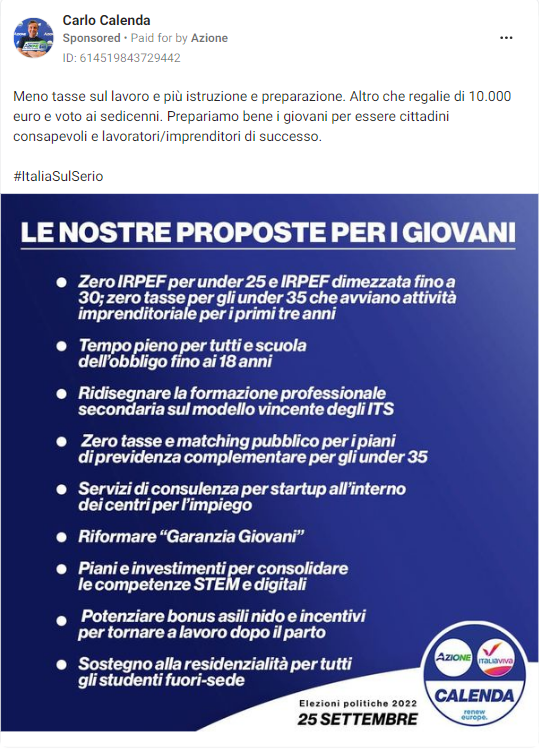 Carlo Calenda
Sponsored • Paid for by Azione
ID: 614519843729442
Meno tasse sul lavoro e più istruzione e preparazione. Altro che regalie di 10.000
euro e voto ai sedicenni. Prepariamo bene i giovani per essere cittadini
consapevoli e lavoratori/imprenditori di successo.
#ItaliaSulSerio
LE NOSTRE PROPOSTE PER I GIOVANI
● Zero IRPEF per under 25 e IRPEF dimezzata fino a
30; zero tasse per gli under 35 che avviano attività
imprenditoriale per i primi tre anni
● Tempo pieno per tutti e scuola
dell'obbligo fino ai 18 anni
● Ridisegnare la formazione professionale
secondaria sul modello vincente degli ITS
● Zero tasse e matching pubblico per i piani
di previdenza complementare per gli under 35
● Servizi di consulenza per startup all'interno
dei centri per l'impiego
● Riformare “Garanzia Giovani”
● Piani e investimenti per consolidare
le competenze STEM e digitali
● Potenziare bonus asili nido e incentivi
per tornare a lavoro dopo il parto
● Sostegno alla residenzialità per tutti
gli studenti fuori-sede
Elezioni politiche 2022
25 SETTEMBRE
AZIONE
ITALIAVIVA
CALENDA
renew
europe.